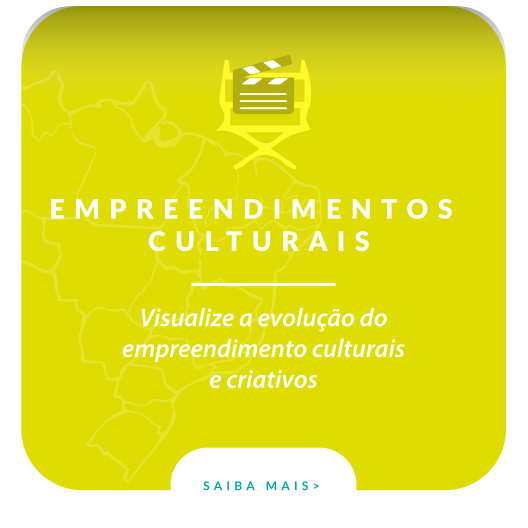 EMPREENDIMENTOS
CULTURAIS
Visualize a evolução do
empreendimento culturais
e criativos
SAIBA MAIS>